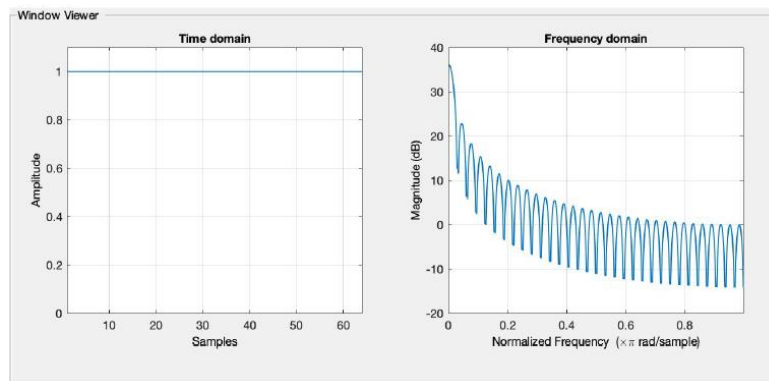 Window Viewer
Time domain
1
0.8
0.6
0.4
0.2
0
Amplitude
10 20 30 40 50 60
Samples
Frequency domain
40
30
20
10
0
-10
-20
Magnitude (dB)
0 0.2 0.4 0.6 0.8
Normalized Frequency (×π rad/sample)